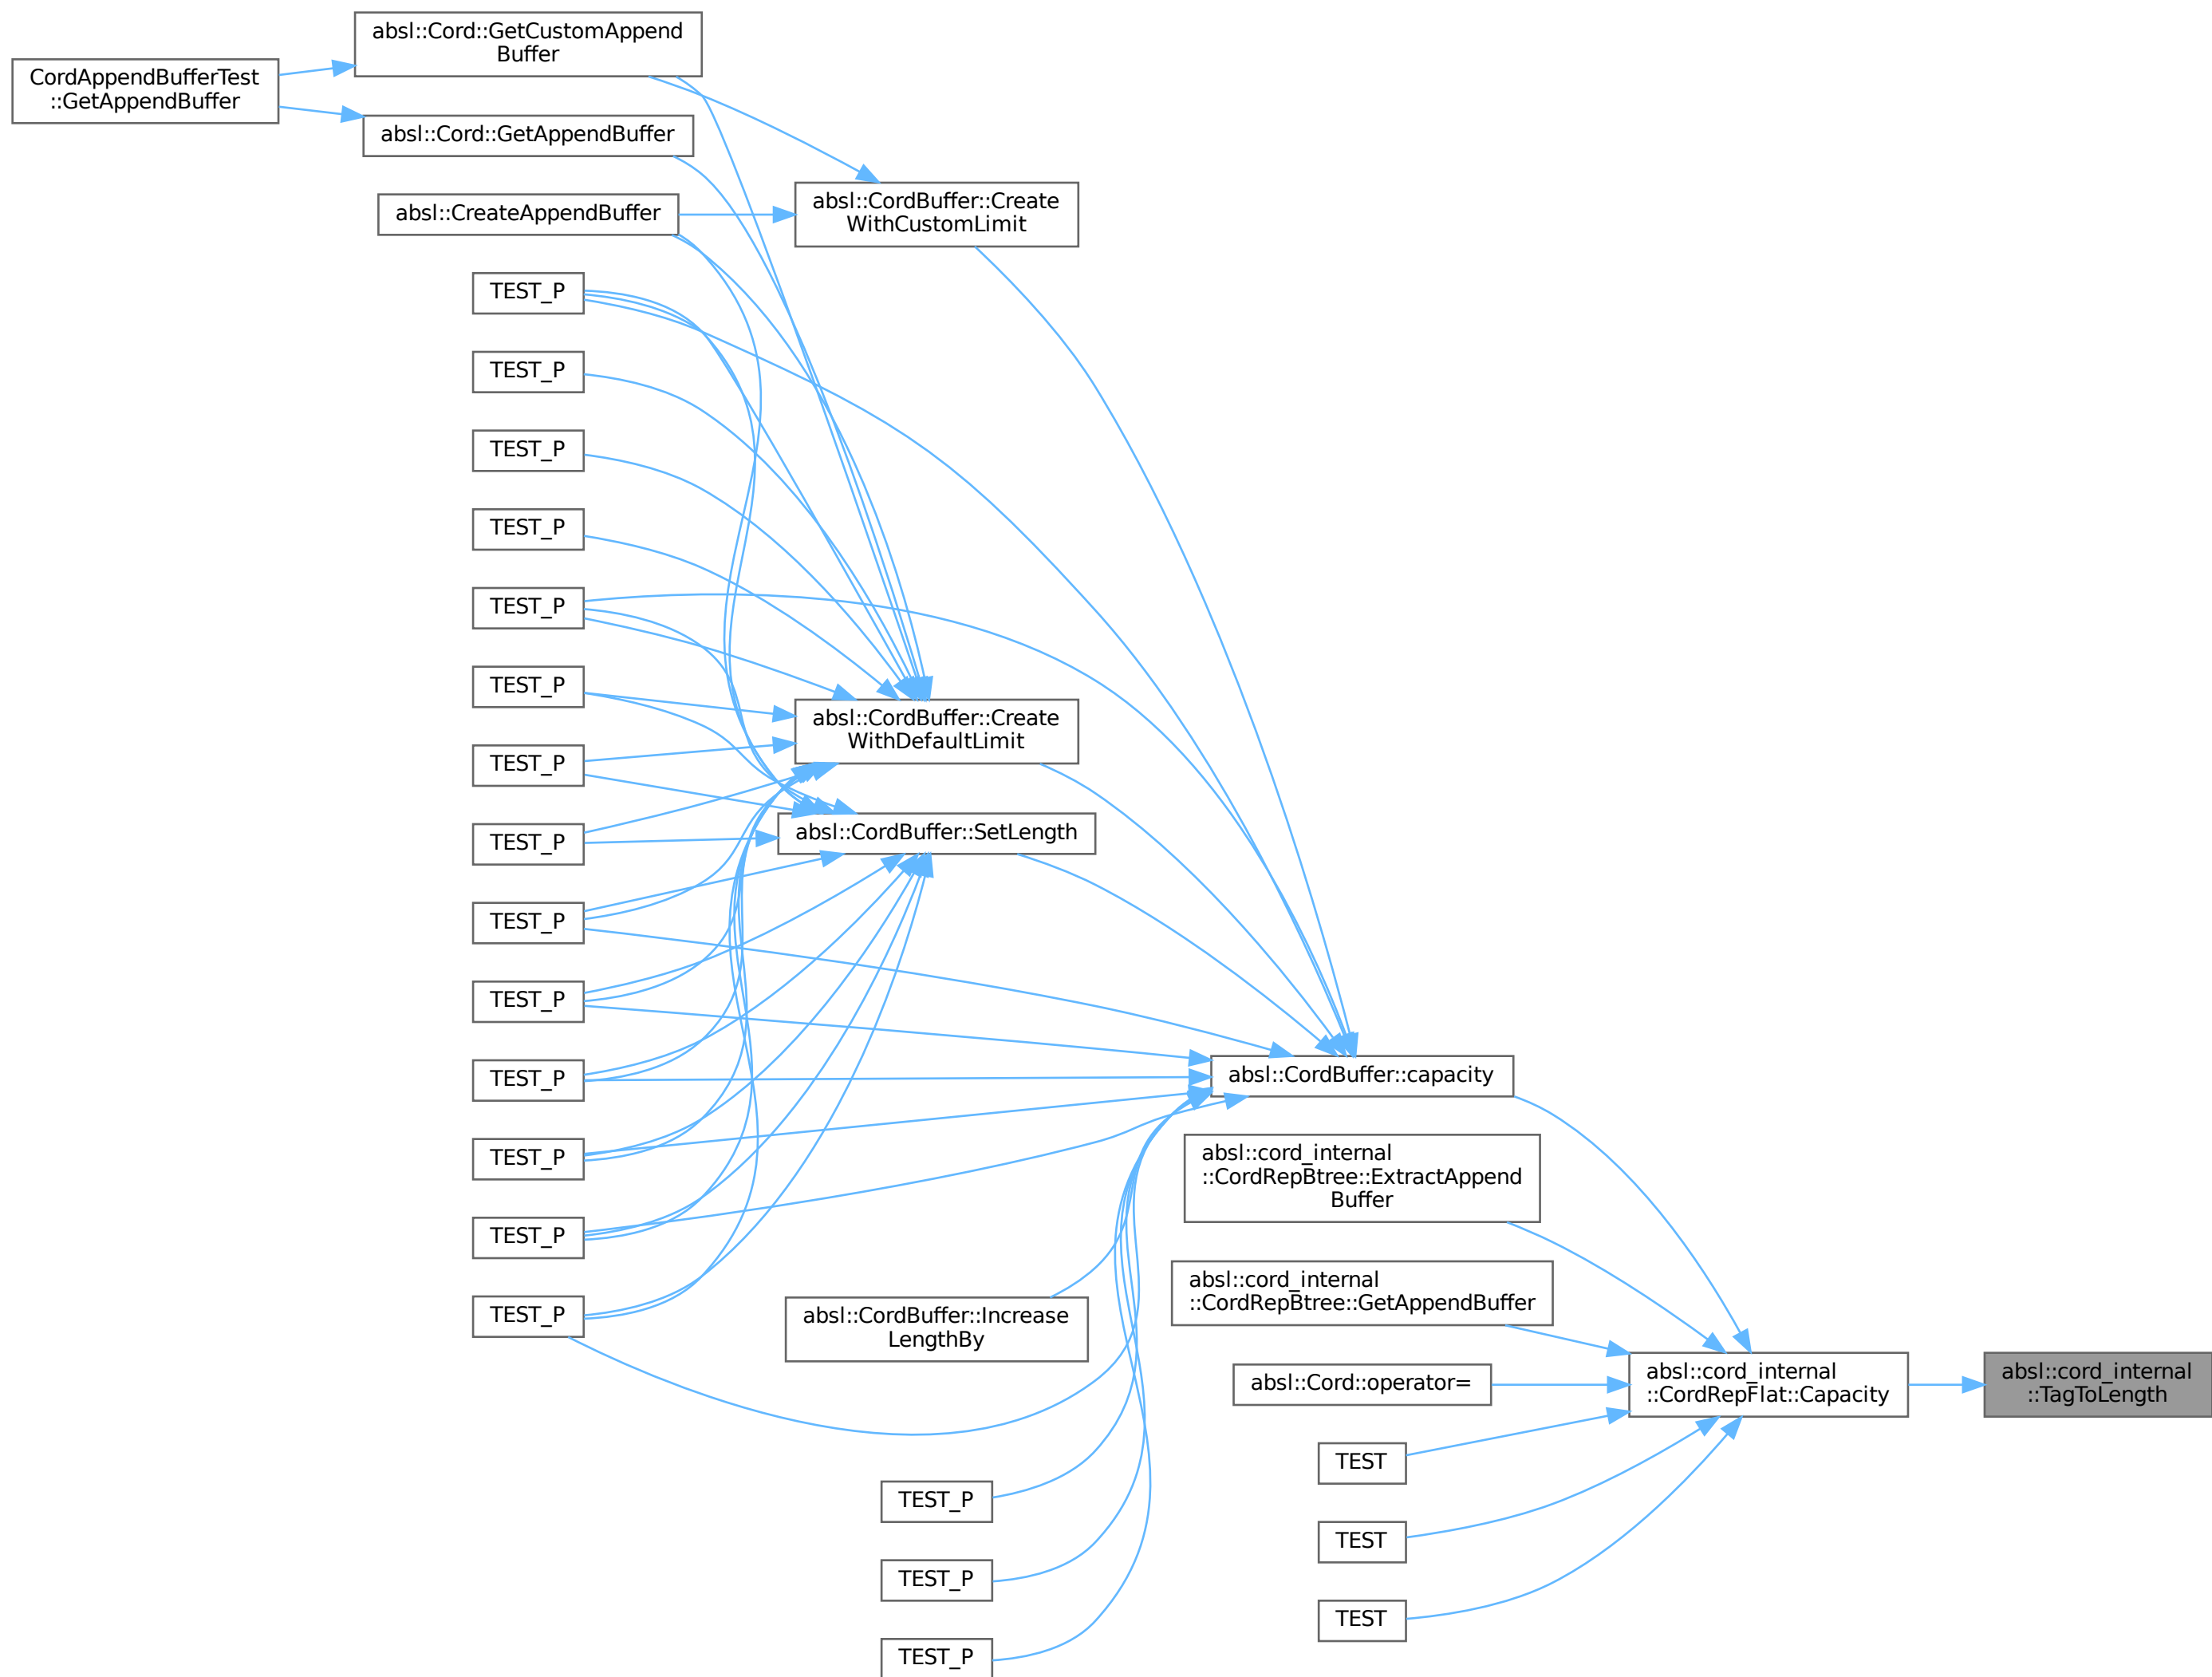 absl::Cord::GetCustomAppend
Buffer
CordAppendBufferTest
::GetAppendBuffer
absl::Cord::GetAppendBuffer
absl::CreateAppendBuffer
absl::CordBuffer::Create
WithCustomLimit
TEST_P
TEST_P
TEST_P
TEST_P
TEST_P
TEST_P
absl::CordBuffer::Create
WithDefaultLimit
TEST_P
absl::CordBuffer::SetLength
TEST_P
TEST_P
TEST_P
absl::CordBuffer::capacity
TEST_P
TEST_P
absl::cord_internal
::CordRepBtree::ExtractAppend
Buffer
TEST_P
absl::cord_internal
::CordRepBtree::GetAppendBuffer
TEST_P
absl::CordBuffer::Increase
LengthBy
absl::cord_internal
::CordRepFlat::Capacity
absl::cord_internal
::TagToLength
absl::Cord::operator=
TEST
TEST_P
TEST
TEST_P
TEST
TEST_P